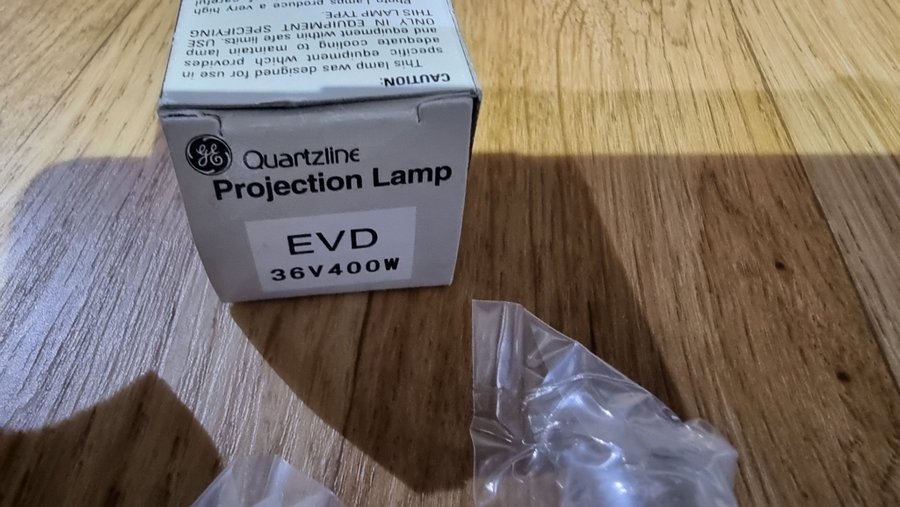 CAUTION:
This lamp was designed for use in
specific equipment which provides
adequate cooling to maintain lamp
and equipment within safe limits. USE
ONLY IN EQUIPMENT SPECIFYING
THIS LAMP TYPE
Photo Lamps produce a very high
GE Quartzline
Projection Lamp
EVD
36V400W